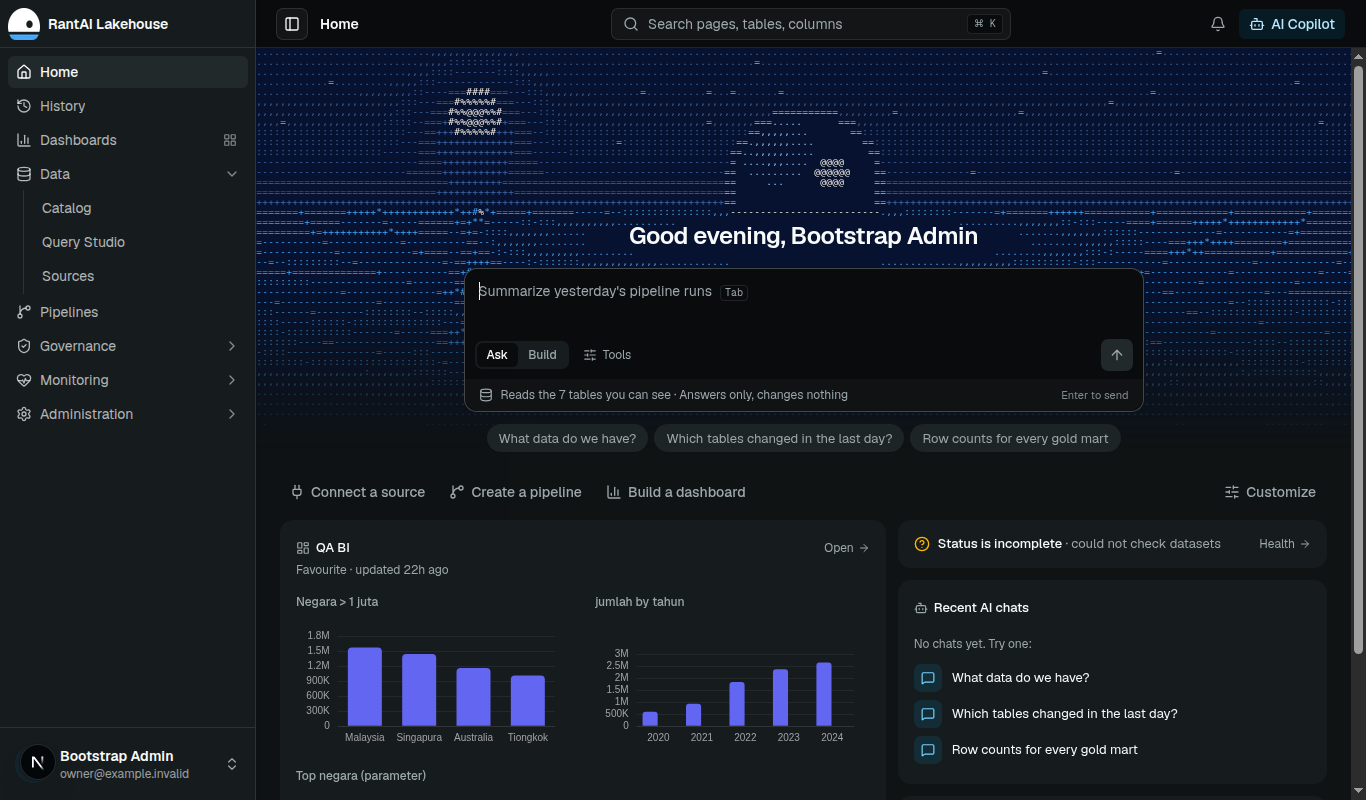 RantAI Lakehouse
Home
Search pages, tables, columns
⌘ K
AI Copilot
Home
History
Dashboards
Data
Catalog
Query Studio
Sources
Pipelines
Governance
Monitoring
Administration
Good evening, Bootstrap Admin
Summarize yesterday's pipeline runs Tab
Ask Build Tools
Reads the 7 tables you can see · Answers only, changes nothing
Enter to send
What data do we have?
Which tables changed in the last day?
Row counts for every gold mart
Connect a source
Create a pipeline
Build a dashboard
Customize
QA BI
Open
Favourite · updated 22h ago
Negara > 1 juta
1.8M
1.5M
1.2M
900K
600K
300K
0
Malaysia Singapura Australia Tiongkok
jumlah by tahun
3M
2.5M
2M
1.5M
1M
500K
0
2020 2021 2022 2023 2024
Top negara (parameter)
Status is incomplete · could not check datasets
Health
Recent AI chats
No chats yet. Try one:
What data do we have?
Which tables changed in the last day?
Row counts for every gold mart
N
Bootstrap Admin
owner@example.invalid